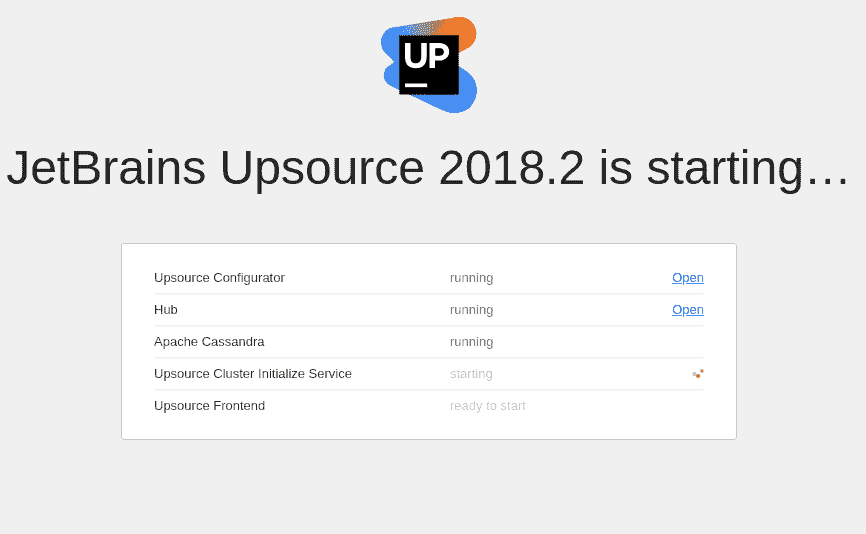 UP
JetBrains Upsource 2018.2 is starting…
Upsource Configurator running Open
Hub running Open
Apache Cassandra running
Upsource Cluster Initialize Service starting
Upsource Frontend ready to start